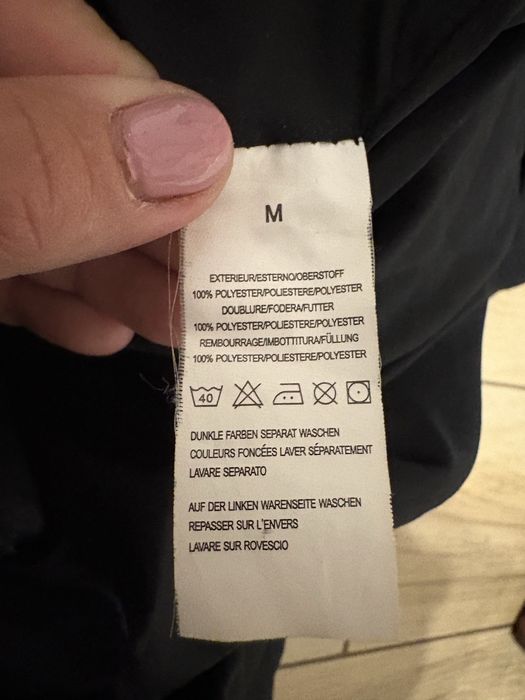 M
EXTERIEUR/ESTERNO/OBERSTOFF
100% POLYESTER/POLIESTERE/POLYESTER
DOUBLURE/FODERA/FUTTER
100% POLYESTER/POLIESTERE/POLYESTER
REMBOURRAGE/IMBOTTITURA/FÜLLUNG
100% POLYESTER/POLIESTERE/POLYESTER
40
DUNKLE FARBEN SEPARAT WASCHEN
COULEURS FONCÉES LAVER SÉPARATEMENT
LAVARE SEPARATO
AUF DER LINKEN WARENSEITE WASCHEN
REPASSER SUR L'ENVERS
LAVARE SUR ROVESCIO